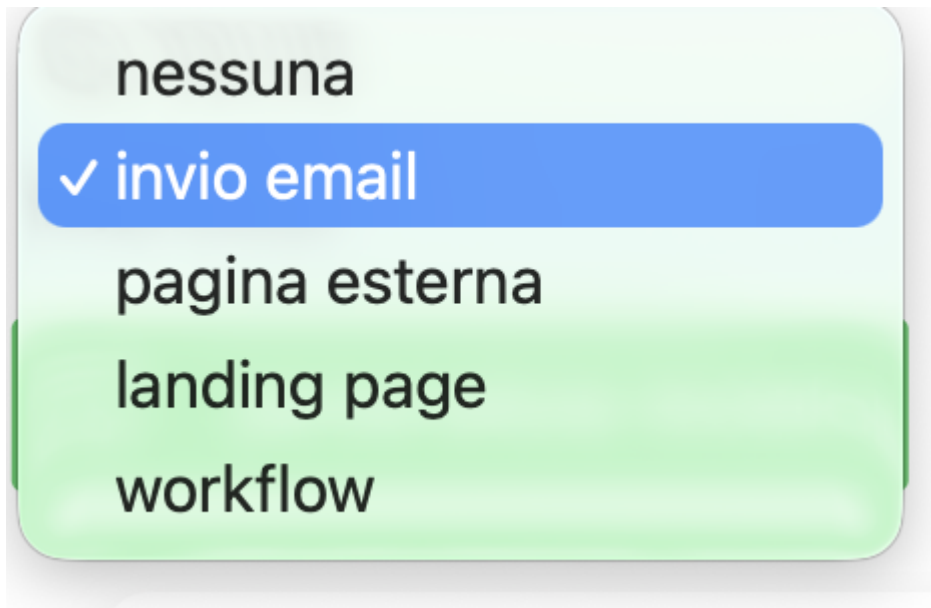 nessuna
✓ invio email
pagina esterna
landing page
workflow